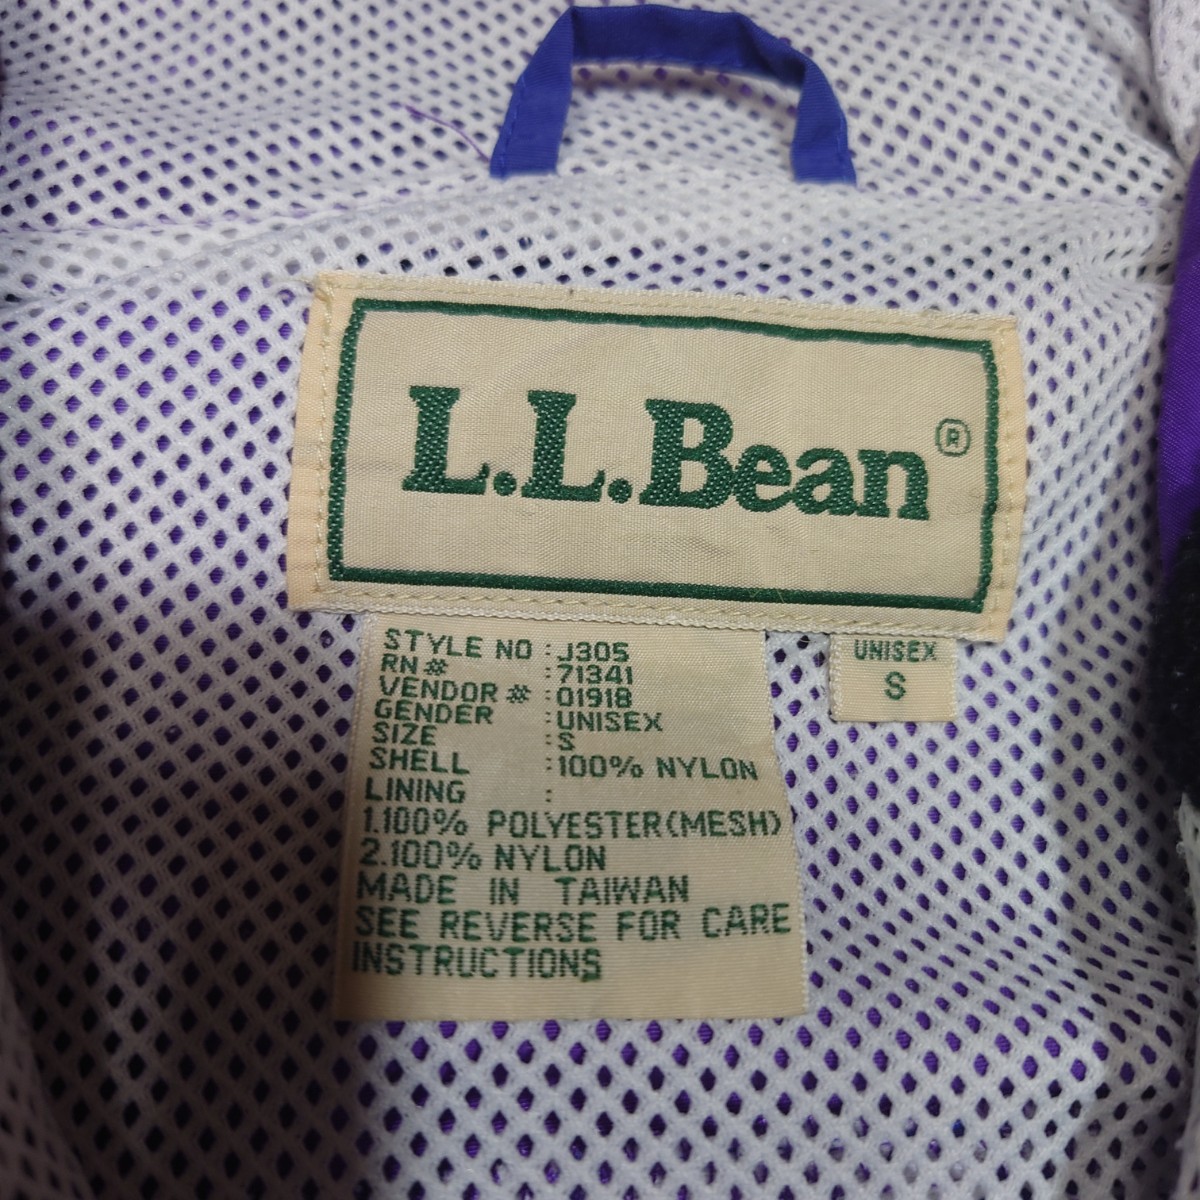 L.L.Bean®
STYLE NO : J305
RN# : 71341
VENDOR # : 01918
GENDER : UNISEX
SIZE : S
SHELL : 100% NYLON
LINING :
1.100% POLYESTER(MESH)
2.100% NYLON
MADE IN TAIWAN
SEE REVERSE FOR CARE
INSTRUCTIONS
UNISEX
S